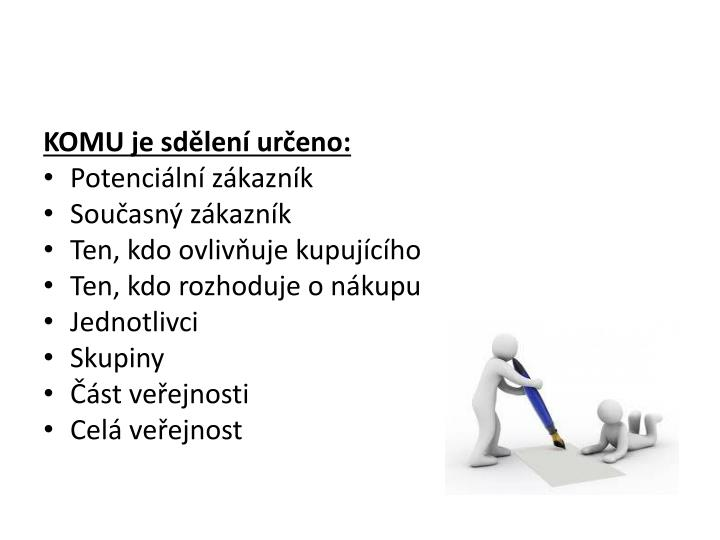 KOMU je sdělení určeno:
• Potenciální zákazník
• Současný zákazník
• Ten, kdo ovlivňuje kupujícího
• Ten, kdo rozhoduje o nákupu
• Jednotlivci
• Skupiny
• Část veřejnosti
• Celá veřejnost